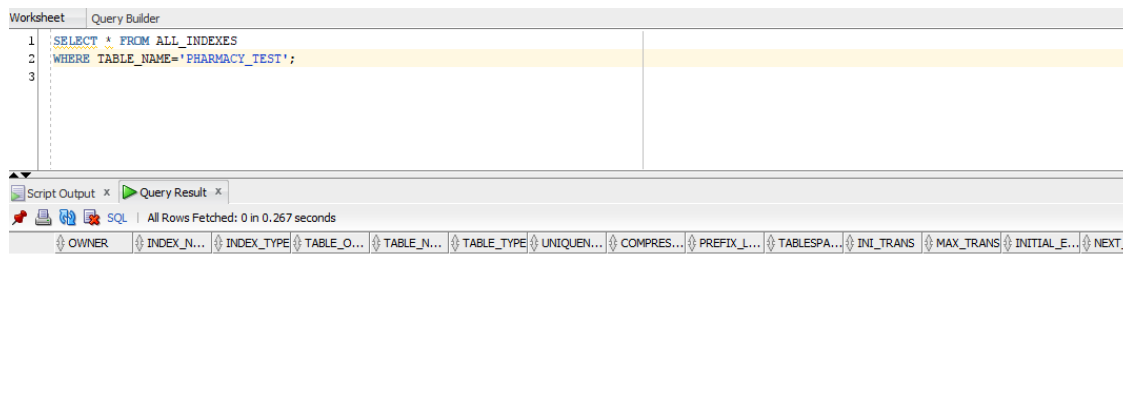 Worksheet Query Builder
1 SELECT * FROM ALL_INDEXES
2 WHERE TABLE_NAME='PHARMACY_TEST';
3
Script Output x Query Result x
SQL | All Rows Fetched: 0 in 0.267 seconds
OWNER INDEX_N... INDEX_TYPE TABLE_O... TABLE_N... TABLE_TYPE UNIQUEN... COMPRES... PREFIX_L... TABLESPA... INI_TRANS MAX_TRANS INITIAL_E... NEXT_